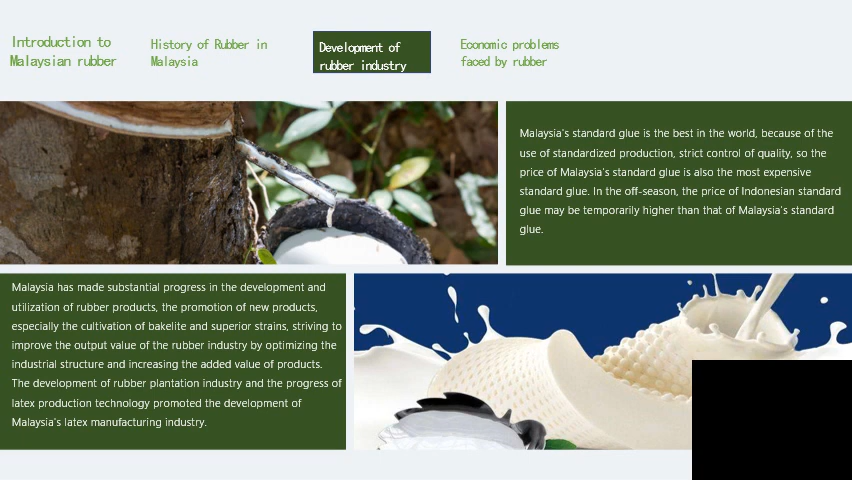 Introduction to
Malaysian rubber
History of Rubber in
Malaysia
Development of
rubber industry
Economic problems
faced by rubber
Malaysia's standard glue is the best in the world, because of the
use of standardized production, strict control of quality, so the
price of Malaysia's standard glue is also the most expensive
standard glue. In the off-season, the price of Indonesian standard
glue may be temporarily higher than that of Malaysia's standard
glue.
Malaysia has made substantial progress in the development and
utilization of rubber products, the promotion of new products,
especially the cultivation of bakelite and superior strains, striving to
improve the output value of the rubber industry by optimizing the
industrial structure and increasing the added value of products.
The development of rubber plantation industry and the progress of
latex production technology promoted the development of
Malaysia's latex manufacturing industry.